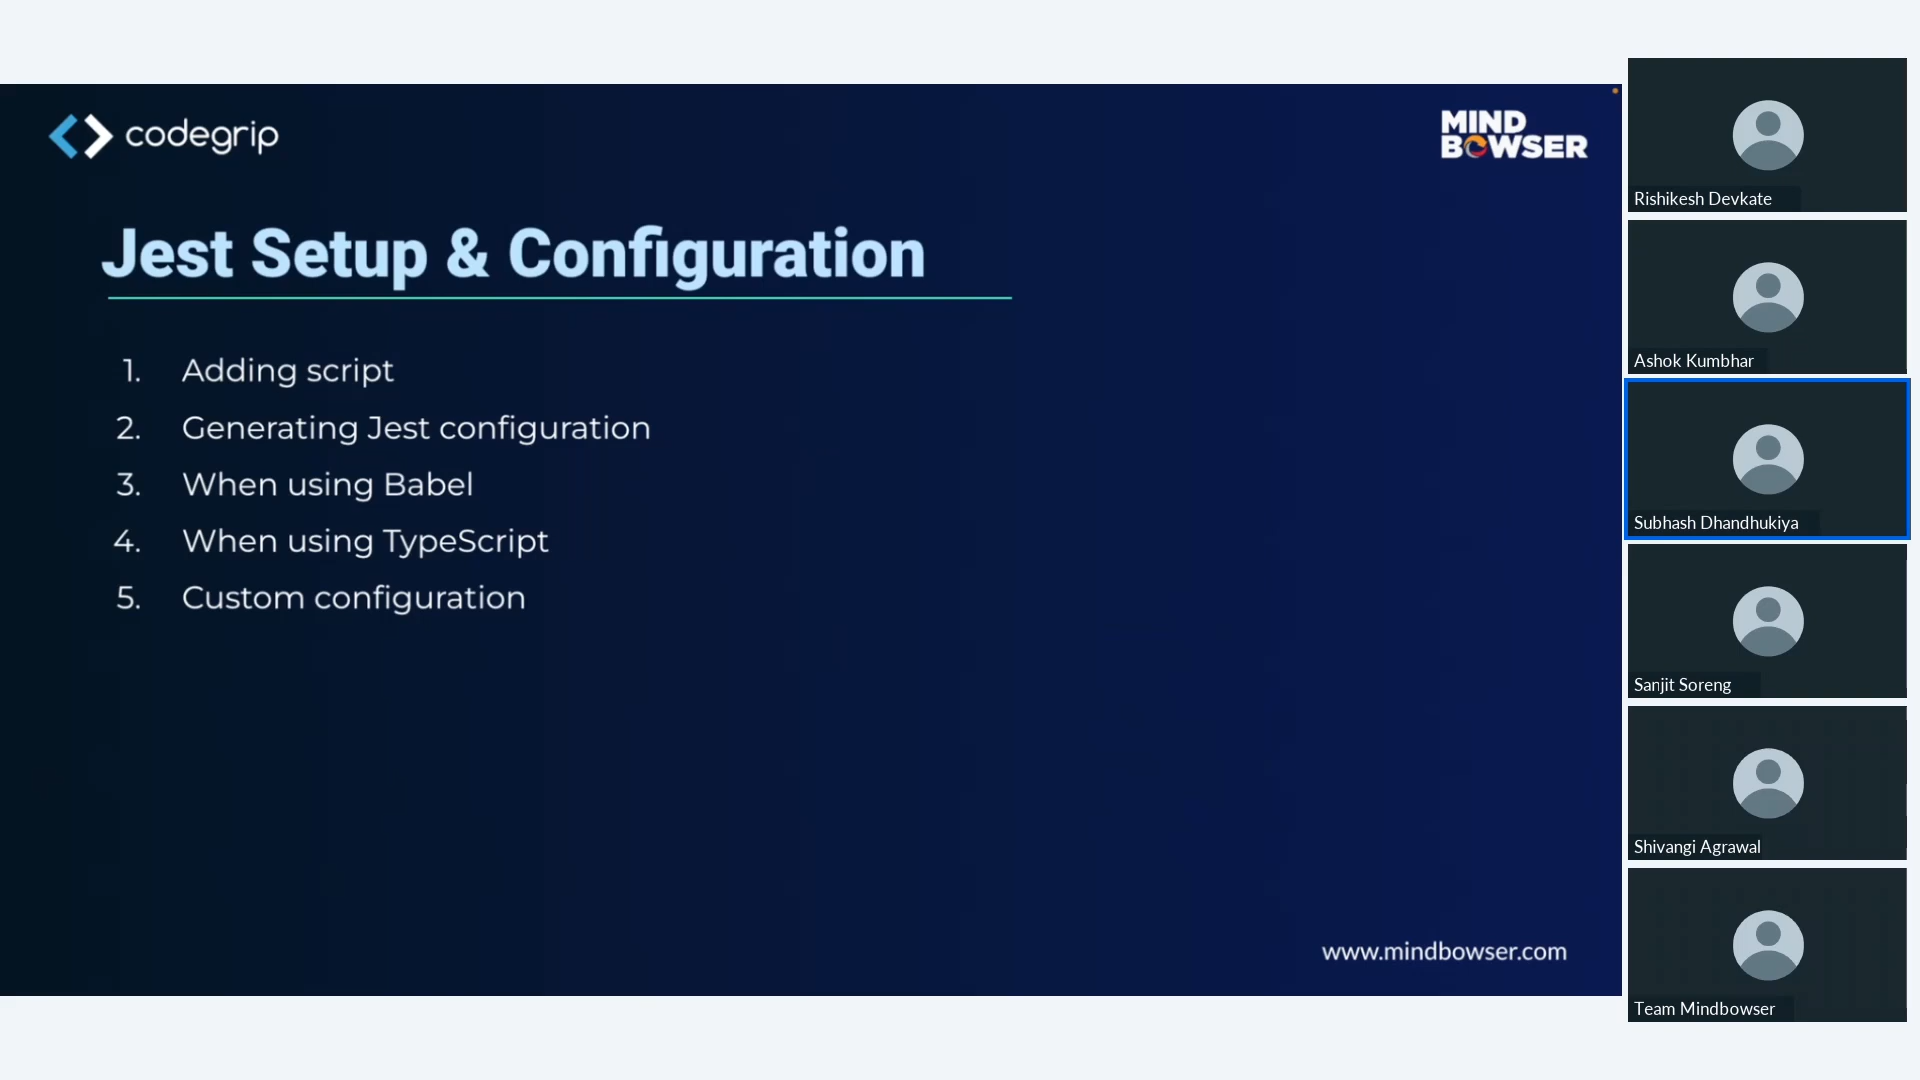 codegrip
MIND
BOWSER
Jest Setup & Configuration
1. Adding script
2. Generating Jest configuration
3. When using Babel
4. When using TypeScript
5. Custom configuration
www.mindbowser.com
Rishikesh Devkate
Ashok Kumbhar
Subhash Dhandhukiya
Sanjit Soreng
Shivangi Agrawal
Team Mindbowser